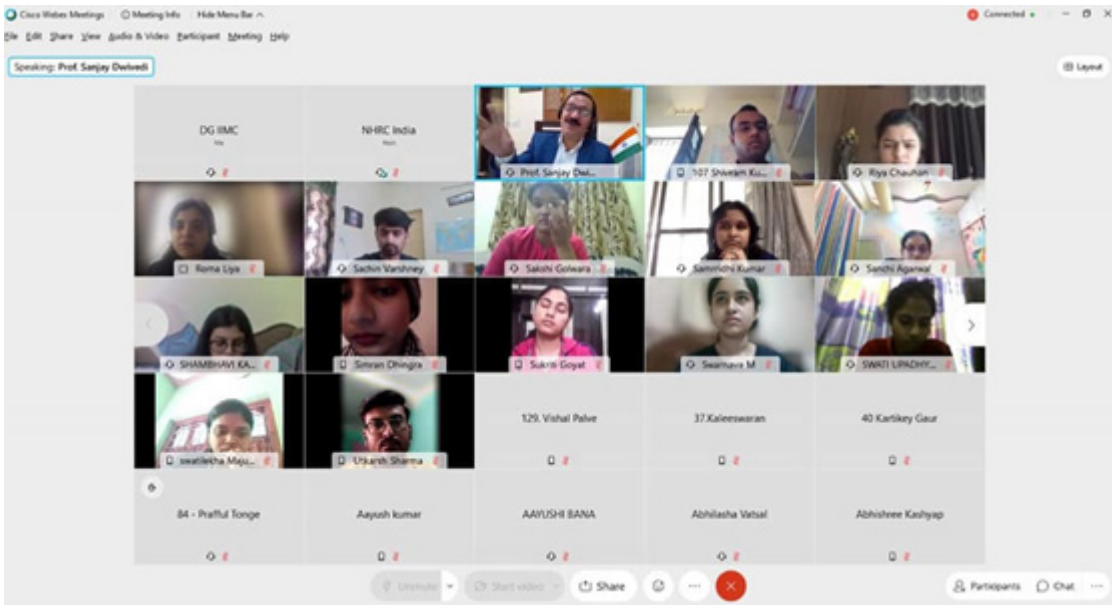 Cisco Webex Meetings Meeting Info Hide Menu Bar
File Edit Share View Audio & Video Participant Meeting Help
Connected
Speaking: Prof. Sanjay Dwivedi
Layout
DG IIMC
Me
NHRC India
Host
Prof. Sanjay Dwi...
107 Shivram Ku...
Riya Chauhan
Roma Liya
Sachin Varshney
Sakshi Golwara
Sammidhi Kumar
Sanchi Agarwal
SHAMBHAVI KA...
Simran Dhingra
Sukriti Goyat
Swarnava M
SWATI UPADHY...
swatilekha Maju...
Utkarsh Sharma
129. Vishal Palve
37.Kaleeswaran
40 Kartikey Gaur
84 - Prafful Tonge
Aayush kumar
AAYUSHI BANA
Abhilasha Vatsal
Abhishree Kashyap
Unmute
Start video
Share
Participants
Chat